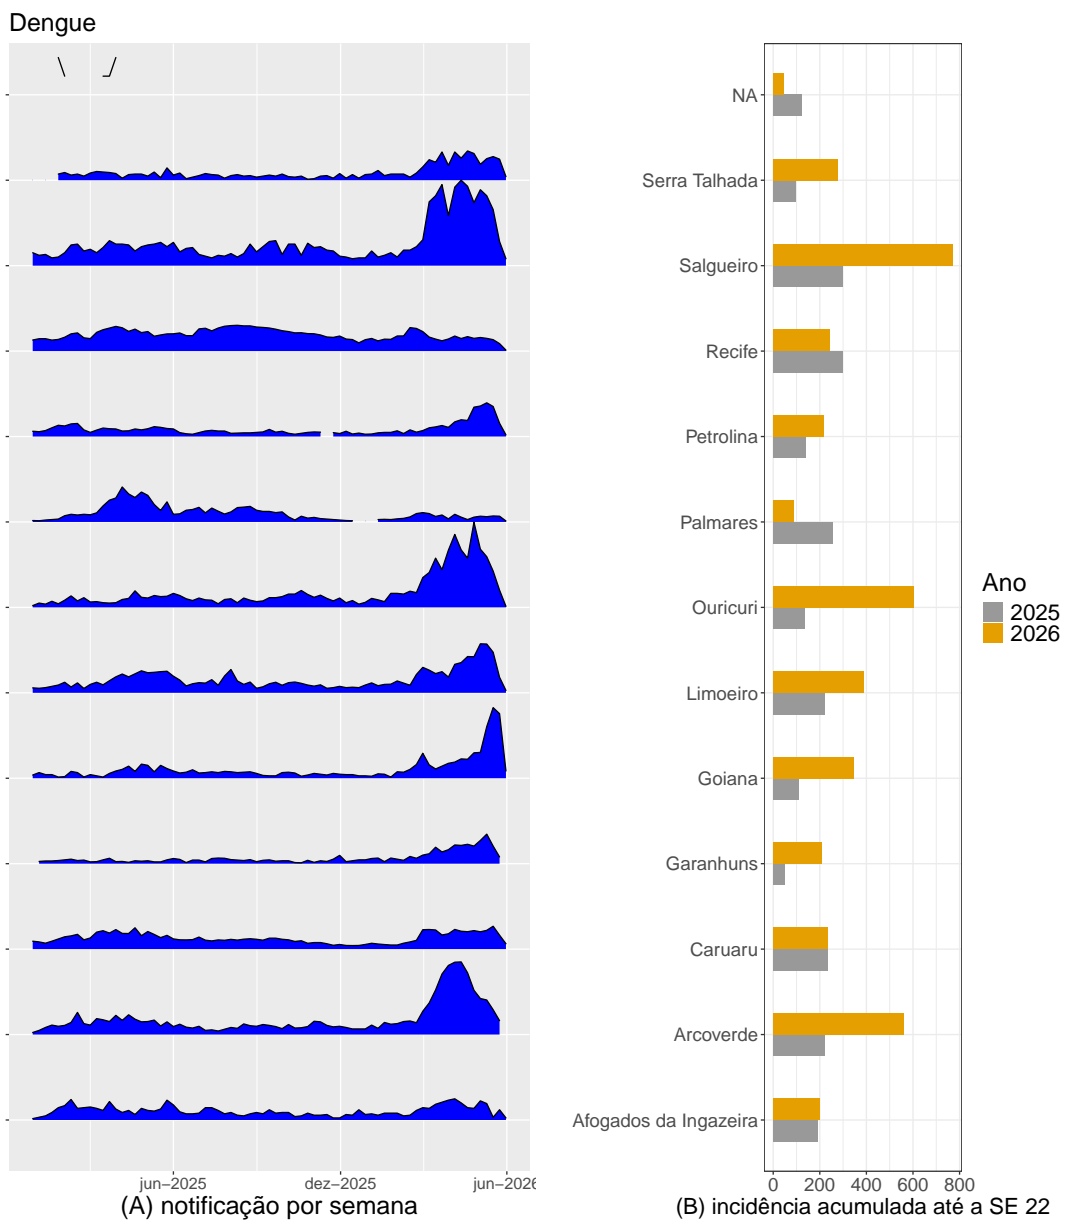 Dengue
NA
Serra Talhada
Salgueiro
Recife
Petrolina
Palmares
Ouricuri
Limoeiro
Goiana
Garanhuns
Caruaru
Arcoverde
Afogados da Ingazeira
Ano
2025
2026
jun–2025 dez–2025 jun–2026
0 200 400 600 800
(A) notificação por semana
(B) incidência acumulada até a SE 22